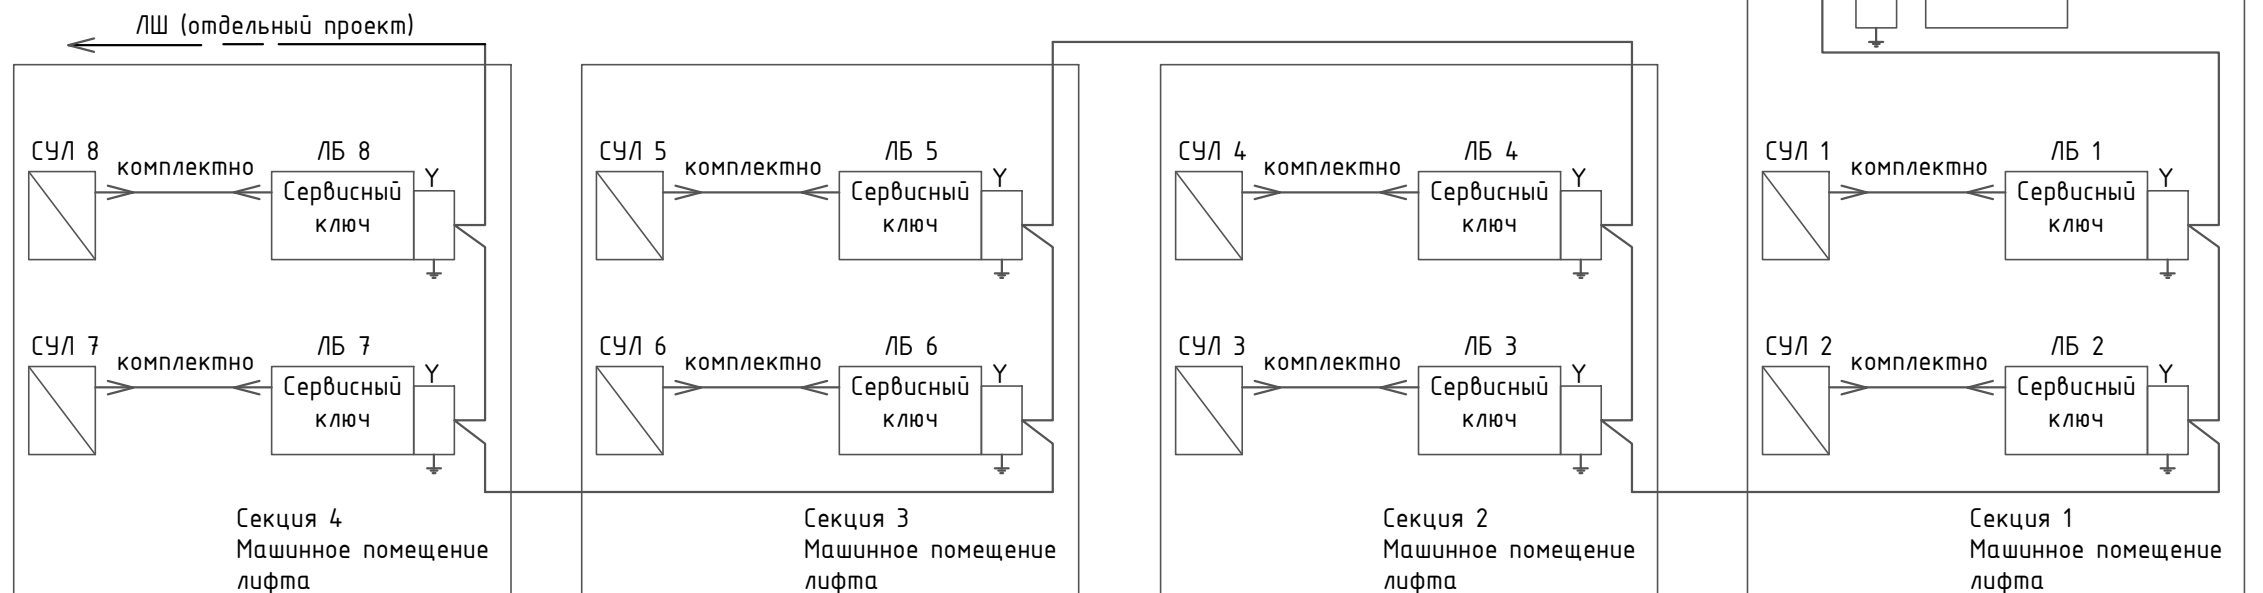 ЛШ (отдельный проект)
СУЛ 8
комплектно
ЛБ 8
Y
Сервисный
ключ
СУЛ 7
комплектно
ЛБ 7
Y
Сервисный
ключ
Секция 4
Машинное помещение
лифта
СУЛ 5
комплектно
ЛБ 5
Y
Сервисный
ключ
СУЛ 6
комплектно
ЛБ 6
Y
Сервисный
ключ
Секция 3
Машинное помещение
лифта
СУЛ 4
комплектно
ЛБ 4
Y
Сервисный
ключ
СУЛ 3
комплектно
ЛБ 3
Y
Сервисный
ключ
Секция 2
Машинное помещение
лифта
СУЛ 1
комплектно
ЛБ 1
Y
Сервисный
ключ
СУЛ 2
комплектно
ЛБ 2
Y
Сервисный
ключ
Секция 1
Машинное помещение
лифта